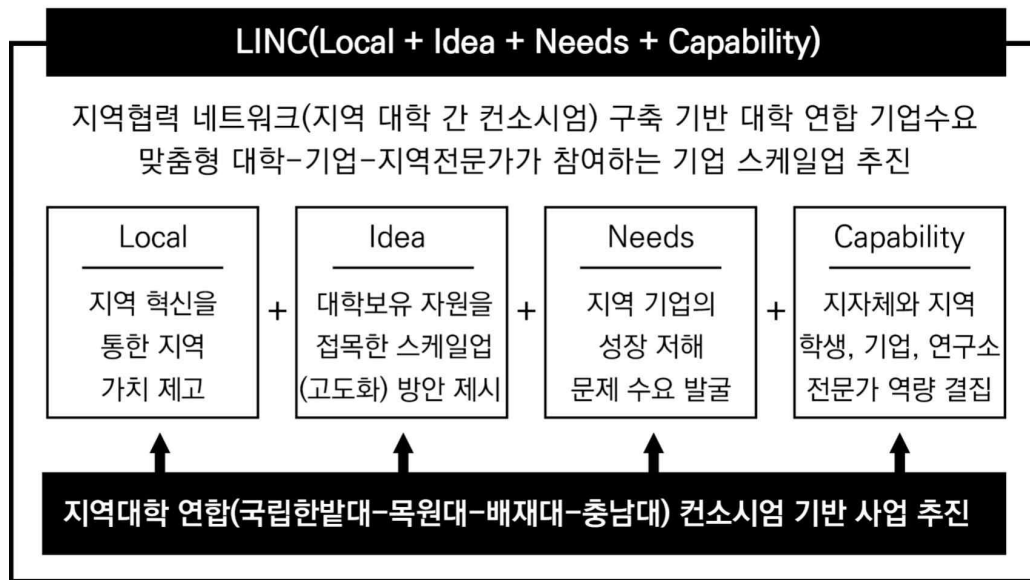 LINC(Local + Idea + Needs + Capability)
지역협력 네트워크(지역 대학 간 컨소시엄) 구축 기반 대학 연합 기업수요
맞춤형 대학-기업-지역전문가가 참여하는 기업 스케일업 추진
Local
지역 혁신을
통한 지역
가치 제고
+
Idea
대학보유 자원을
접목한 스케일업
(고도화) 방안 제시
+
Needs
지역 기업의
성장 저해
문제 수요 발굴
+
Capability
지자체와 지역
학생, 기업, 연구소
전문가 역량 결집
지역대학 연합(국립한밭대-목원대-배재대-충남대) 컨소시엄 기반 사업 추진